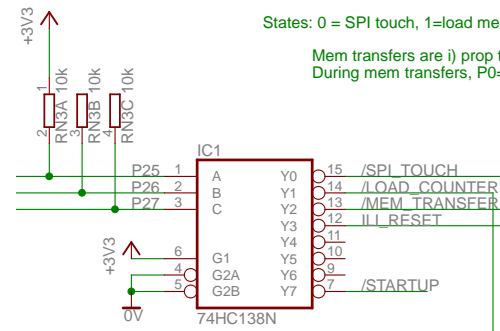 States: 0 = SPI touch, 1=load me
Mem transfers are i) prop t
During mem transfers, P0=
+3V3
1
2
RN3A 10k
3
RN3B 10k
4
RN3C 10k
IC1
P25 1 A Y0 15 /SPI_TOUCH
P26 2 B Y1 14 /LOAD_COUNTER
P27 3 C Y2 13 /MEM_TRANSFER
Y3 12 ILI_RESET
Y4 11
+3V3 6 G1 Y5 10
4 G2A Y6 9
5 G2B Y7 7 /STARTUP
0V
74HC138N